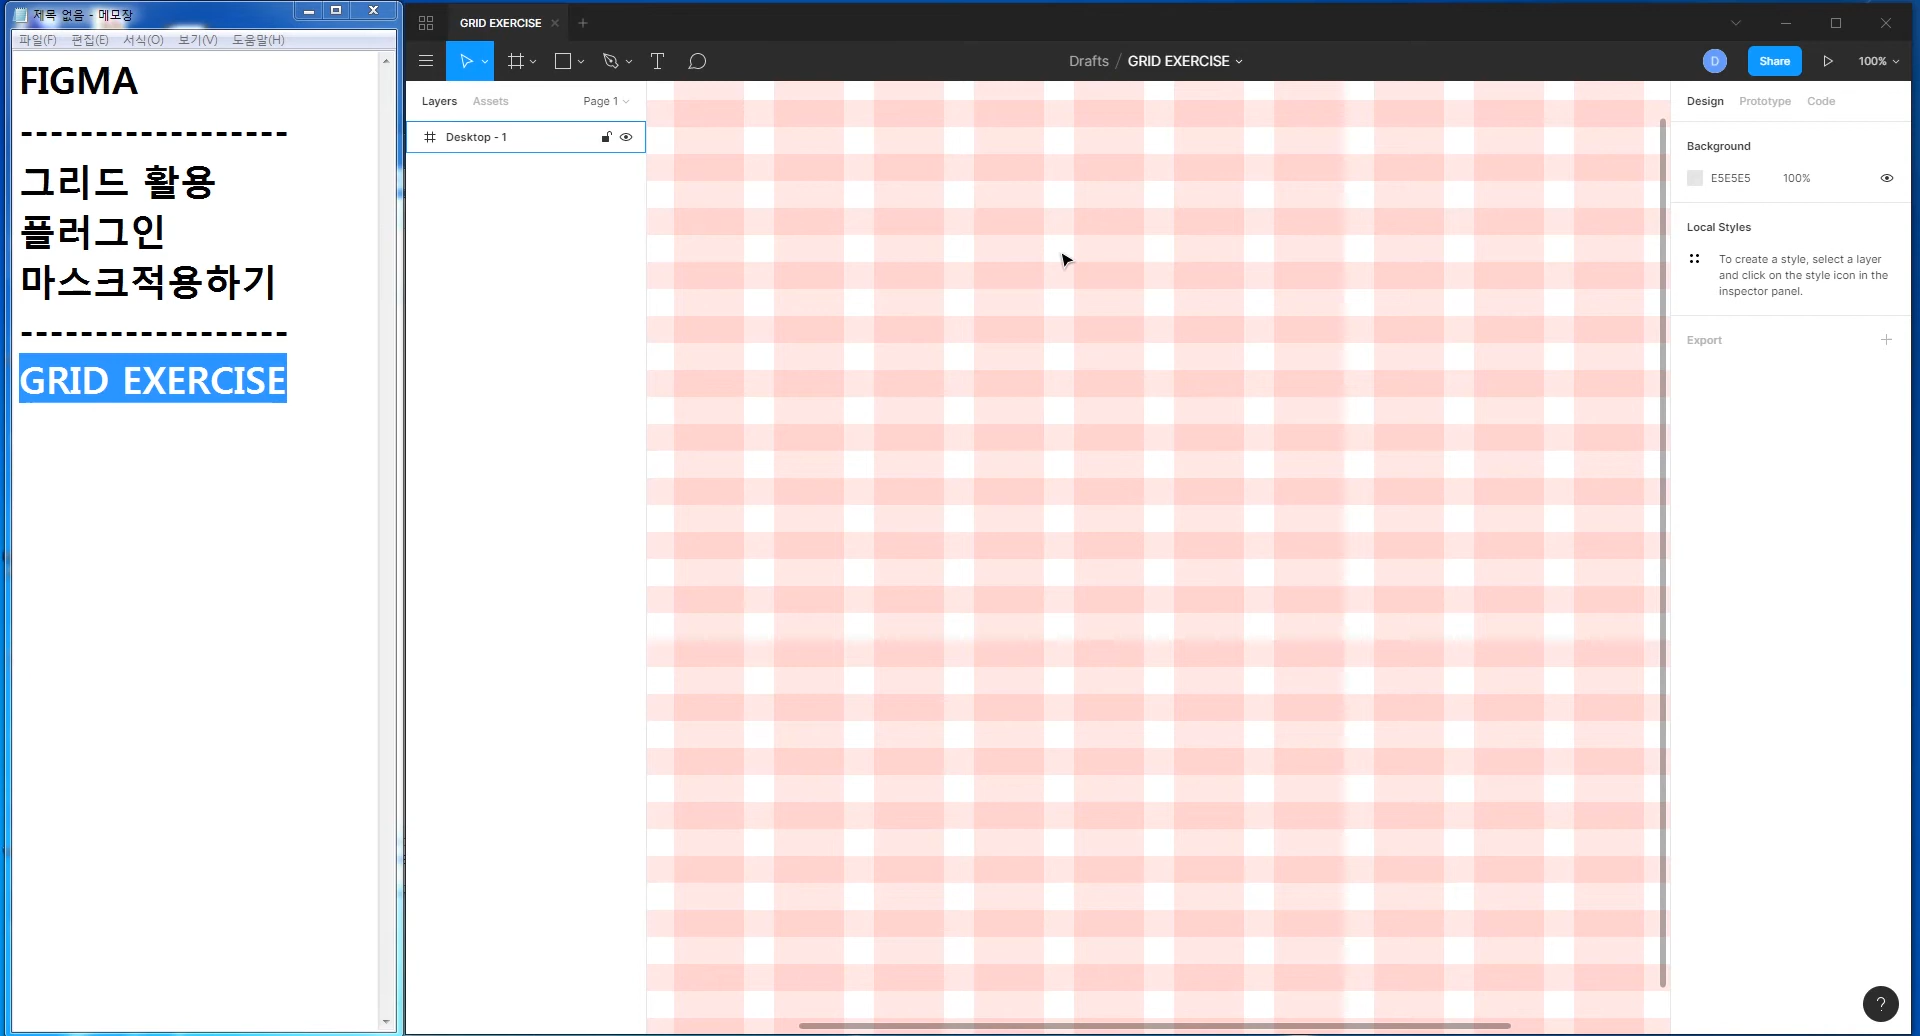 제목 없음 - 메모장
파일(F) 편집(E) 서식(O) 보기(V) 도움말(H)
FIGMA
------------------
그리드 활용
플러그인
마스크적용하기
------------------
GRID EXERCISE
GRID EXERCISE
Drafts / GRID EXERCISE
D
Share
100%
Layers
Assets
Page 1
Desktop - 1
Design
Prototype
Code
Background
E5E5E5
100%
Local Styles
To create a style, select a layer
and click on the style icon in the
inspector panel.
Export
?